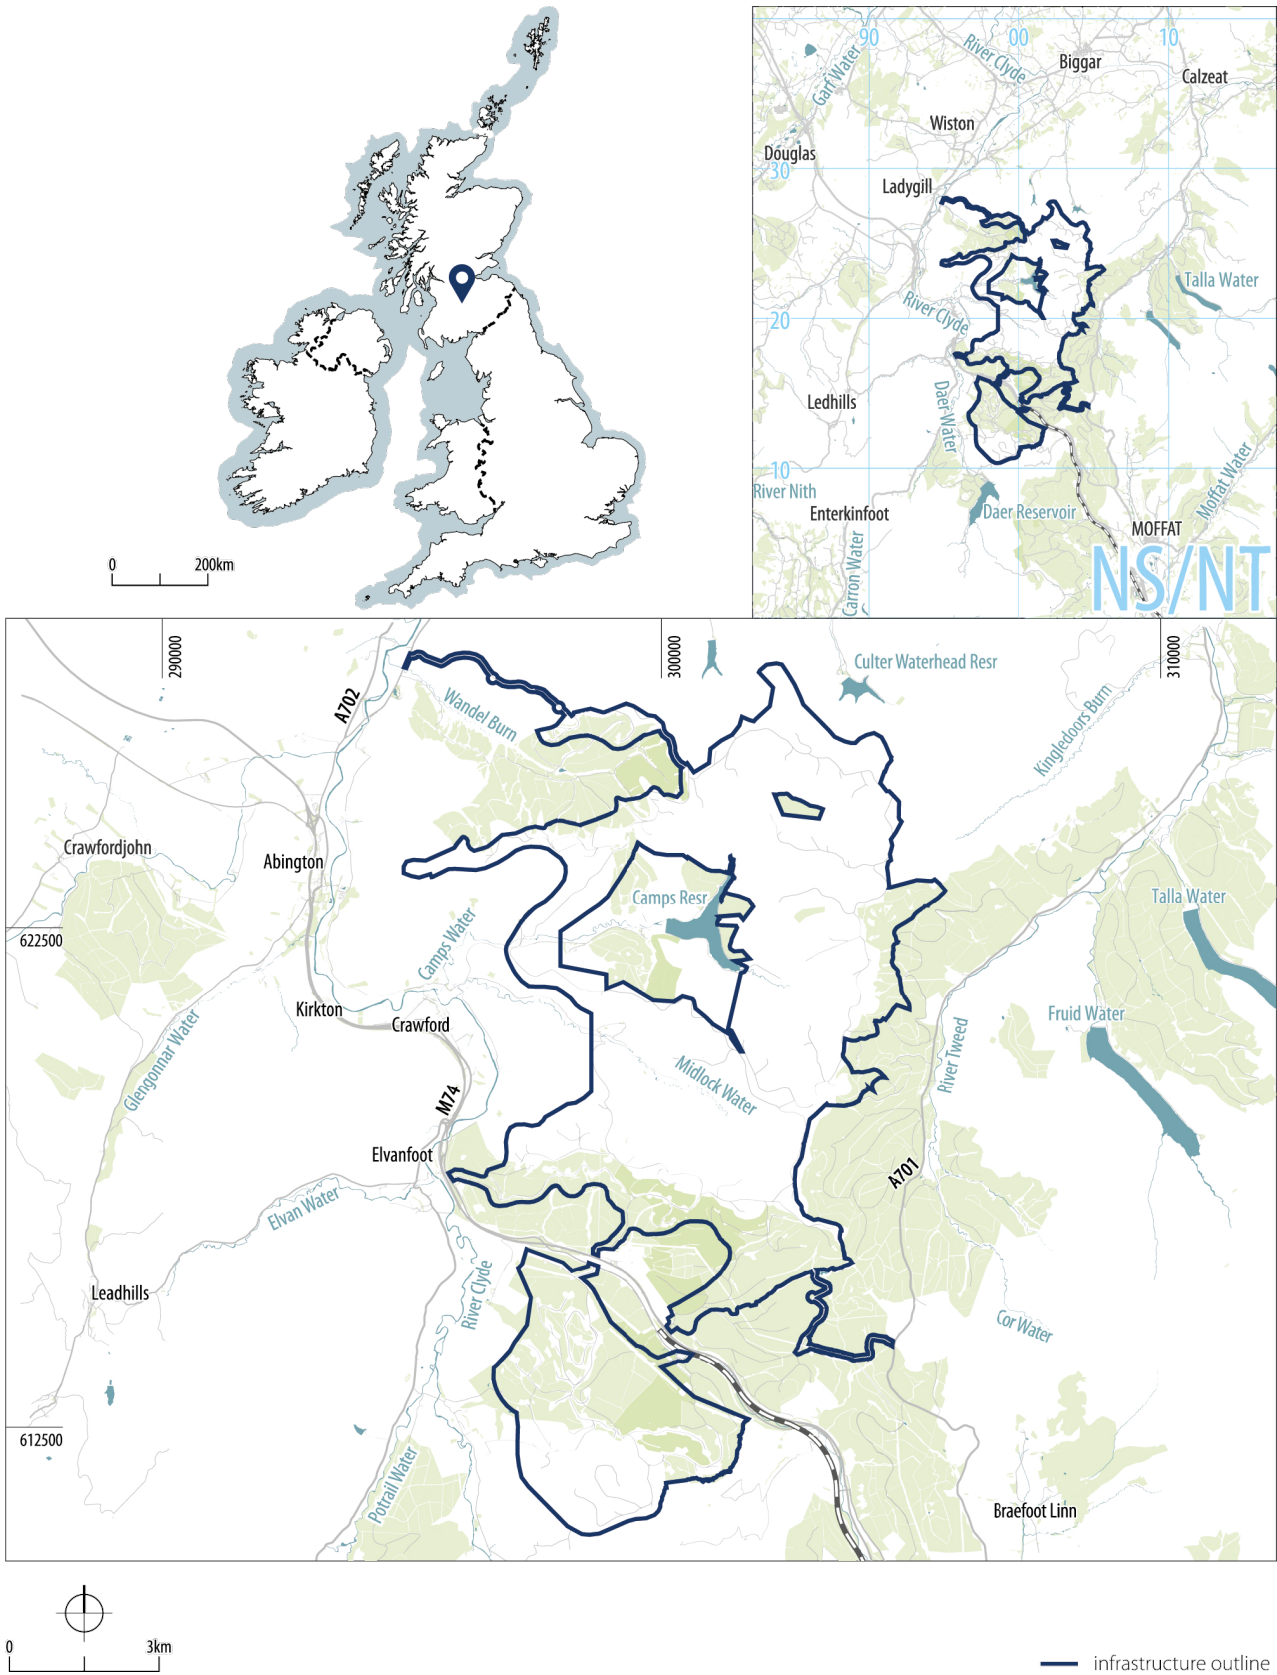 0
200km
90
00
10
River Clyde
Garf Water
Biggar
Calzeat
Wiston
Douglas
30
Ladygill
Talla Water
River Clyde
20
Ledhills
Daer Water
10
River Nith
Enterkinfoot
Daer Reservoir
Moffat Water
MOFFAT
Carron Water
NS/NT
290000
300000
310000
Culter Waterhead Resr
A702
Wandel Burn
Kingledoors Burn
Crawfordjohn
Abington
Camps Resr
Talla Water
622500
Camps Water
Kirkton
Crawford
Fruid Water
Glengonnar Water
River Tweed
Midlock Water
M74
Elvanfoot
A701
Elvan Water
Leadhills
River Clyde
Cor Water
612500
Potrail Water
Braefoot Linn
0
3km
infrastructure outline